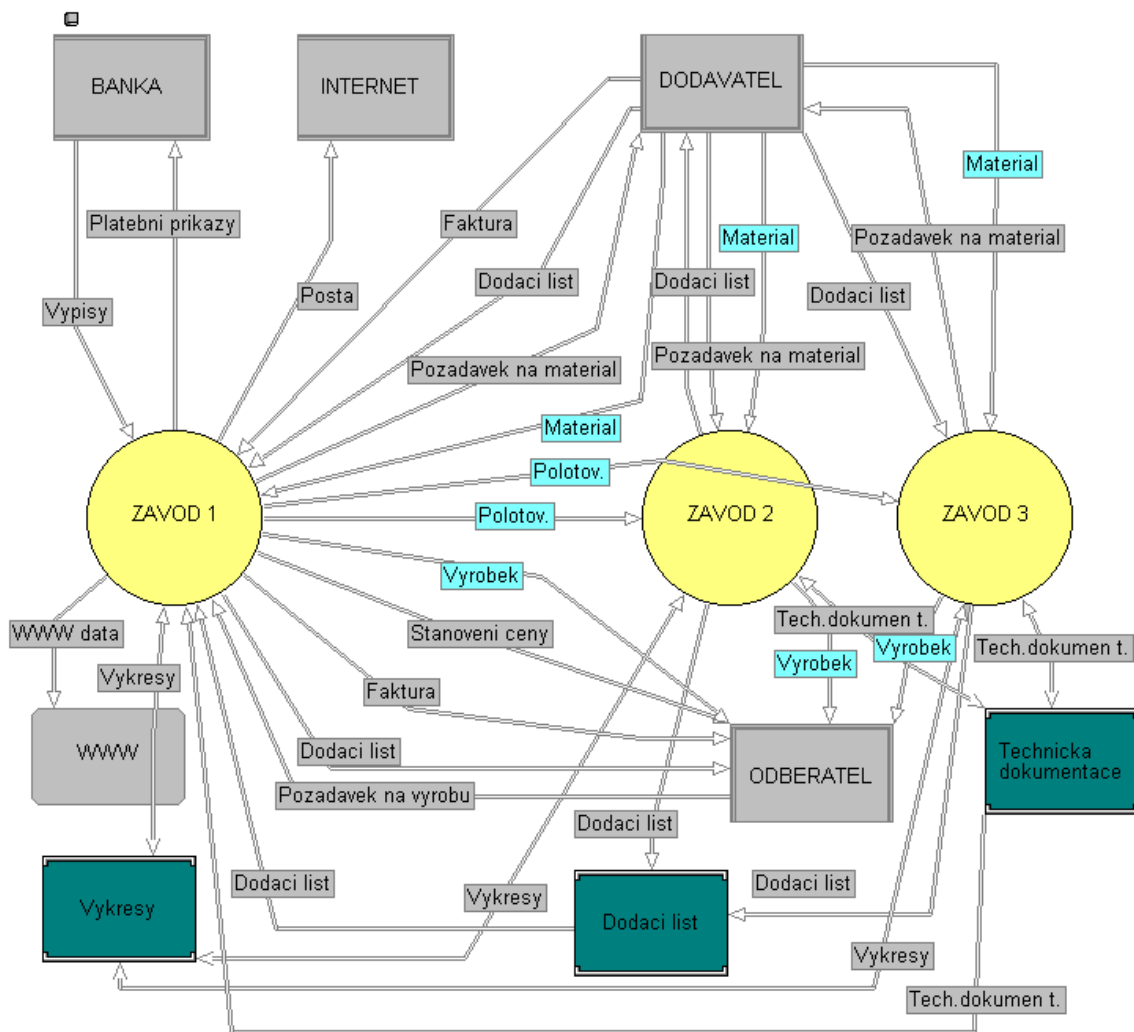 BANKA
INTERNET
DODAVATEL
Material
Platebni prikazy
Faktura
Material
Pozadavek na material
Dodaci list
Dodaci list
Posta
Dodaci list
Vypisy
Pozadavek na material
Pozadavek na material
Material
Polotov.
ZAVOD 1
Polotov.
ZAVOD 2
ZAVOD 3
Vyrobek
WWW data
Stanoveni ceny
Tech.dokumen t.
Vyrobek
Tech.dokumen t.
Vyrobek
Vykresy
Faktura
WWW
Dodaci list
Technicka
dokumentace
ODBERATEL
Pozadavek na vyrobu
Dodaci list
Dodaci list
Vykresy
Dodaci list
Vykresy
Dodaci list
Vykresy
Tech.dokumen t.